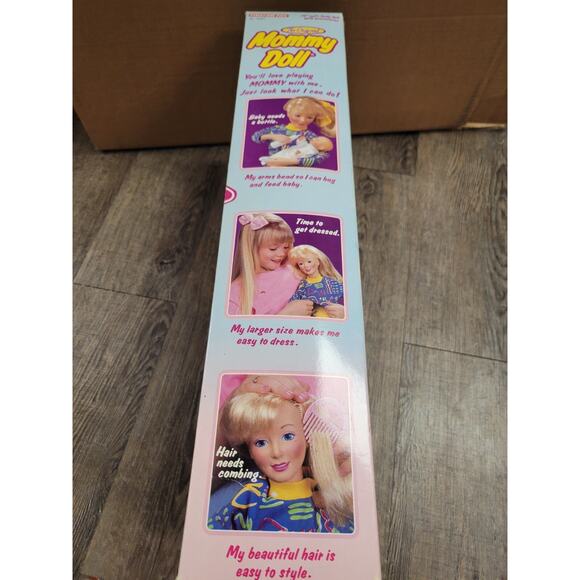 Mommy
Doll
You'll love playing
MOMMY with me.
Just look what I can do!
Baby needs
a bottle.
My arms bend so I can hug
and feed baby.
Time to
get dressed.
My larger size makes me
easy to dress.
Hair
needs
combing.
My beautiful hair is
easy to style.